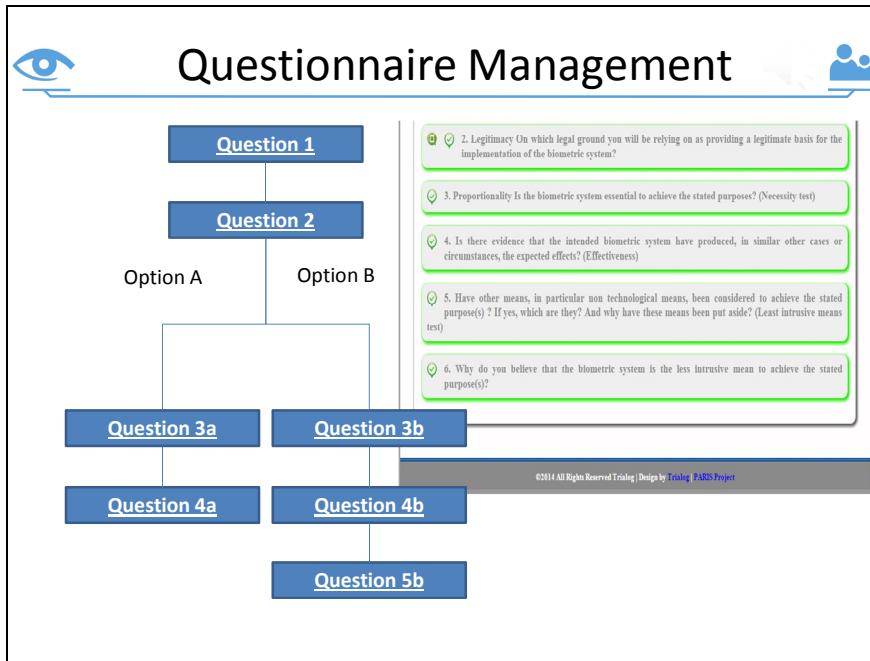 Questionnaire Management
Question 1
Question 2
Option A
Option B
Question 3a
Question 3b
Question 4a
Question 4b
Question 5b
2. Legitimacy On which legal ground you will be relying on as providing a legitimate basis for the
implementation of the biometric system?
3. Proportionality Is the biometric system essential to achieve the stated purposes? (Necessity test)
4. Is there evidence that the intended biometric system have produced, in similar other cases or
circumstances, the expected effects? (Effectiveness)
5. Have other means, in particular non technological means, been considered to achieve the stated
purpose(s) ? If yes, which are they? And why have these means been put aside? (Least intrusive means
test)
6. Why do you believe that the biometric system is the less intrusive mean to achieve the stated
purpose(s)?
©2014 All Rights Reserved Trialog | Design by Trialog | PARIS Project